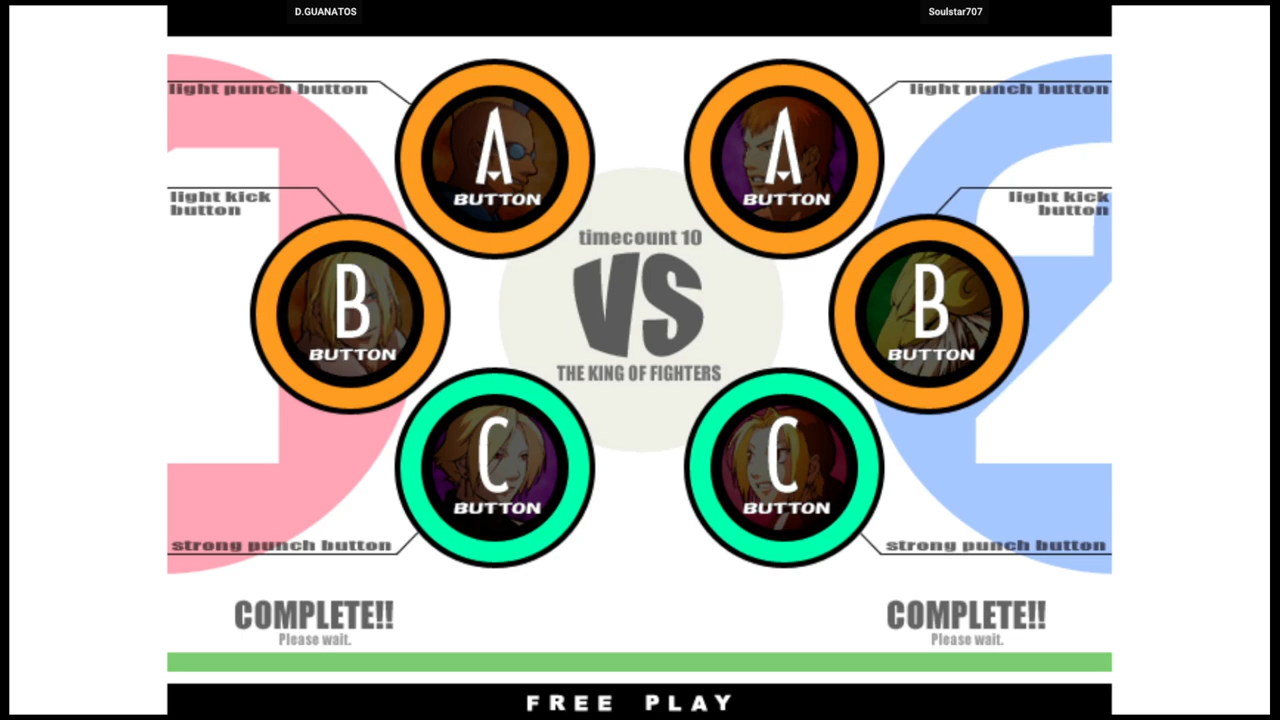 D.GUANATOS
Soulstar707
light punch button
light punch button
A
BUTTON
A
BUTTON
light kick
button
light kick
button
timecount 10
VS
THE KING OF FIGHTERS
B
BUTTON
B
BUTTON
C
BUTTON
C
BUTTON
strong punch button
strong punch button
COMPLETE!!
Please wait.
COMPLETE!!
Please wait.
FREE PLAY
1
2